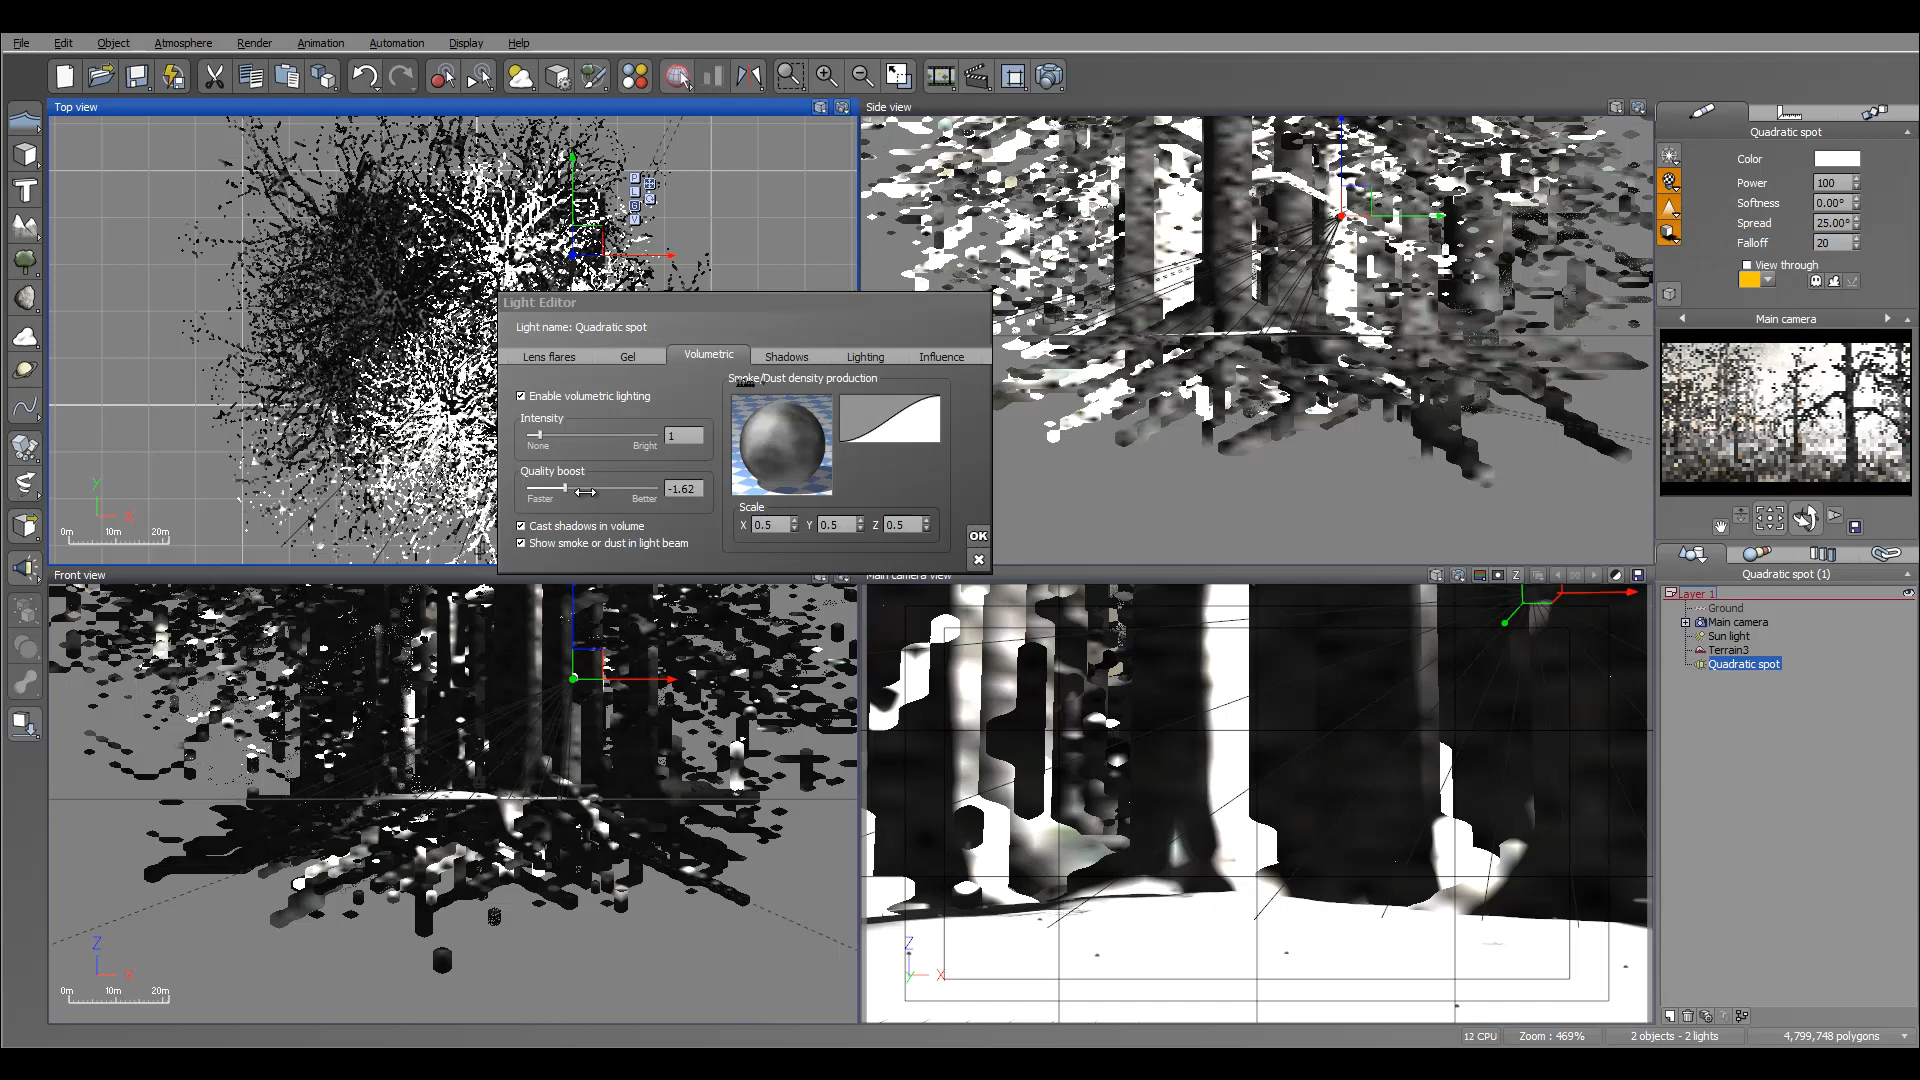 File Edit Object Atmosphere Render Animation Automation Display Help
Top view
Side view
Quadratic spot
Color
Power 100
Softness 0.00°
Spread 25.00°
Falloff 20
View through
P
L
G
V
Light Editor
Light name: Quadratic spot
Lens flares Gel Volumetric Shadows Lighting Influence
Smoke/Dust density production
Enable volumetric lighting
Intensity
1
None Bright
Quality boost
-1.62
Faster Better
Scale
X 0.5 Y 0.5 Z 0.5
Cast shadows in volume
Show smoke or dust in light beam
OK
Main camera
Y
X
0m 10m 20m
Front view
Main camera view
Z
Quadratic spot (1)
Layer 1
Ground
Main camera
Sun light
Terrain3
Quadratic spot
Z
X
0m 10m 20m
Z
Y X
12 CPU Zoom : 469% 2 objects - 2 lights 4,799,748 polygons